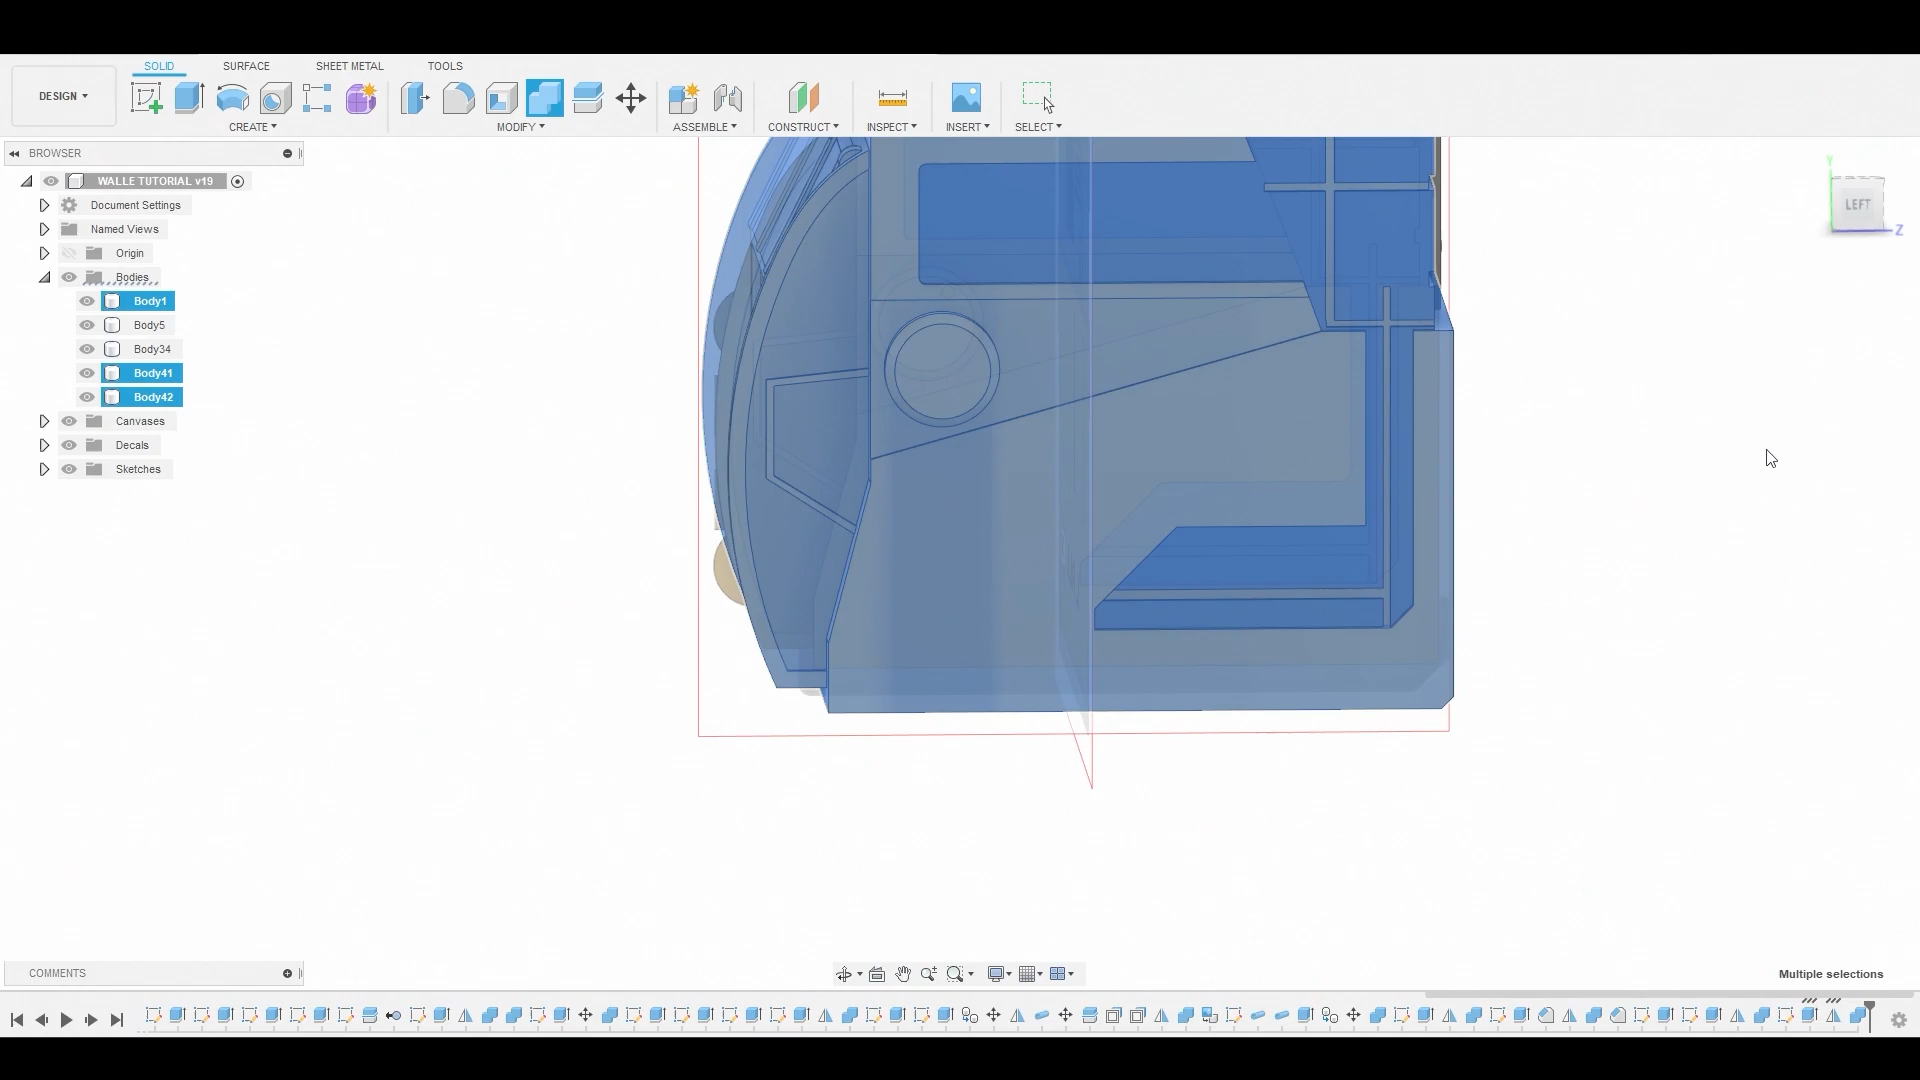 SOLID SURFACE SHEET METAL TOOLS
DESIGN
CREATE MODIFY ASSEMBLE CONSTRUCT INSPECT INSERT SELECT
BROWSER
WALLE TUTORIAL v19
Document Settings
Named Views
Origin
Bodies
Body1
Body5
Body34
Body41
Body42
Canvases
Decals
Sketches
Y
LEFT
Z
COMMENTS
Multiple selections